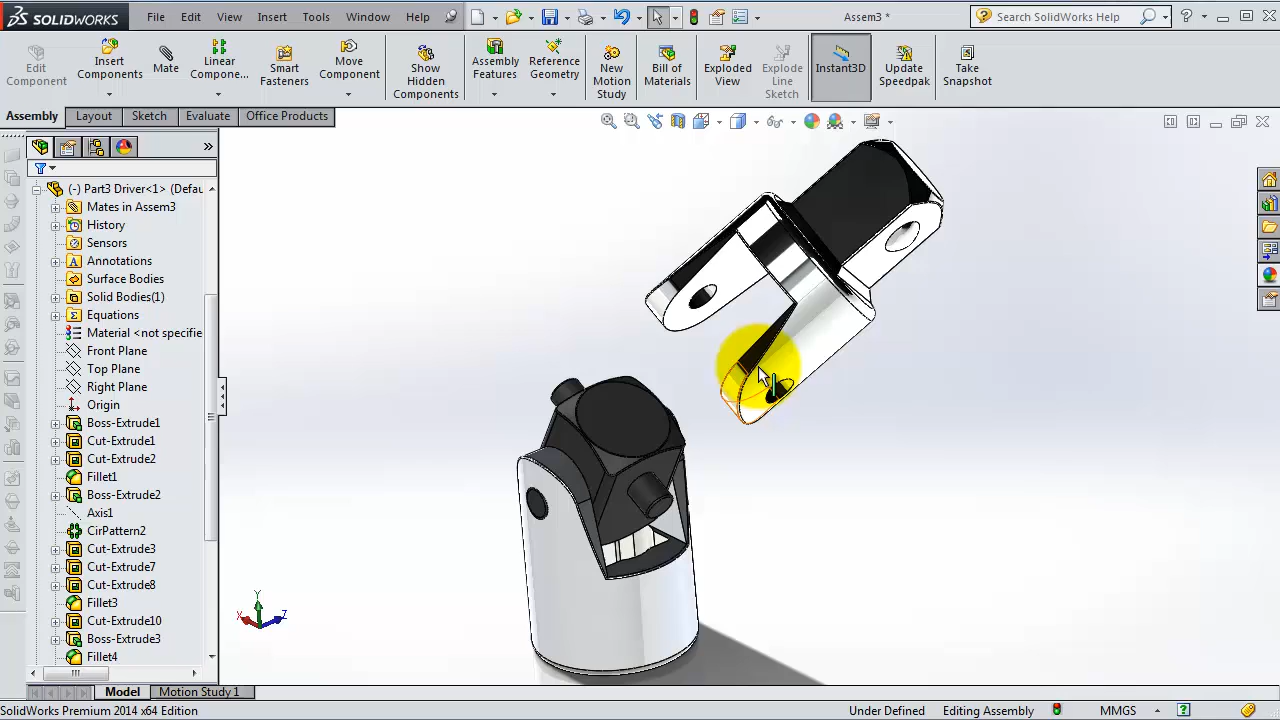 SOLIDWORKS
File Edit View Insert Tools Window Help
Assem3 *
Search SolidWorks Help
Edit Component
Insert Components
Mate
Linear Compone...
Smart Fasteners
Move Component
Show Hidden Components
Assembly Features
Reference Geometry
New Motion Study
Bill of Materials
Exploded View
Explode Line Sketch
Instant3D
Update Speedpak
Take Snapshot
Assembly Layout Sketch Evaluate Office Products
(-) Part3 Driver<1> (Defau
Mates in Assem3
History
Sensors
Annotations
Surface Bodies
Solid Bodies(1)
Equations
Material <not specifie
Front Plane
Top Plane
Right Plane
Origin
Boss-Extrude1
Cut-Extrude1
Cut-Extrude2
Fillet1
Boss-Extrude2
Axis1
CirPattern2
Cut-Extrude3
Cut-Extrude7
Cut-Extrude8
Fillet3
Cut-Extrude10
Boss-Extrude3
Fillet4
Y
X
Z
Model Motion Study 1
SolidWorks Premium 2014 x64 Edition
Under Defined Editing Assembly MMGS